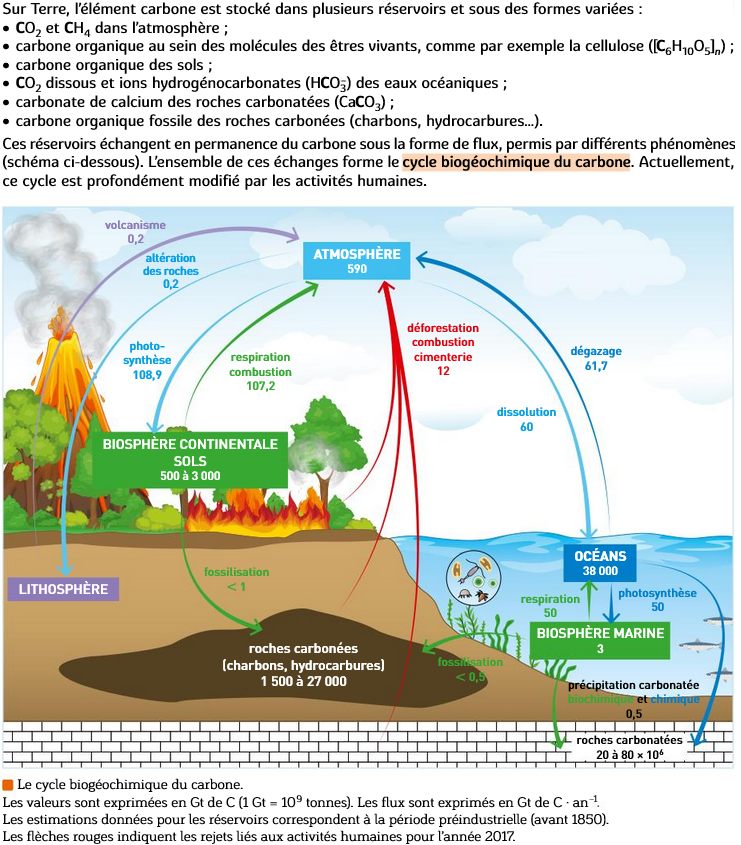 Sur Terre, l'élément carbone est stocké dans plusieurs réservoirs et sous des formes variées :
• CO₂ et CH₄ dans l'atmosphère ;
• carbone organique au sein des molécules des êtres vivants, comme par exemple la cellulose ([C₆H₁₀O₅]ₙ) ;
• carbone organique des sols ;
• CO₂ dissous et ions hydrogénocarbonates (HCO₃⁻) des eaux océaniques ;
• carbonate de calcium des roches carbonatées (CaCO₃) ;
• carbone organique fossile des roches carbonées (charbons, hydrocarbures...).
Ces réservoirs échangent en permanence du carbone sous la forme de flux, permis par différents phénomènes
(schéma ci-dessous). L'ensemble de ces échanges forme le cycle biogéochimique du carbone. Actuellement,
ce cycle est profondément modifié par les activités humaines.
volcanisme
0,2
altération
des roches
0,2
ATMOSPHÈRE
590
photo-
synthèse
108,9
respiration
combustion
107,2
déforestation
combustion
cimenterie
12
dégazage
61,7
dissolution
60
BIOSPHÈRE CONTINENTALE
SOLS
500 à 3 000
LITHOSPHÈRE
fossilisation
< 1
OCÉANS
38 000
respiration
50
photosynthèse
50
BIOSPHÈRE MARINE
3
roches carbonées
(charbons, hydrocarbures)
1 500 à 27 000
fossilisation
< 0,5
précipitation carbonatée
biochimique et chimique
0,5
roches carbonatées
20 à 80 × 10⁶
Le cycle biogéochimique du carbone.
Les valeurs sont exprimées en Gt de C (1 Gt = 10⁹ tonnes). Les flux sont exprimés en Gt de C · an⁻¹.
Les estimations données pour les réservoirs correspondent à la période préindustrielle (avant 1850).
Les flèches rouges indiquent les rejets liés aux activités humaines pour l'année 2017.